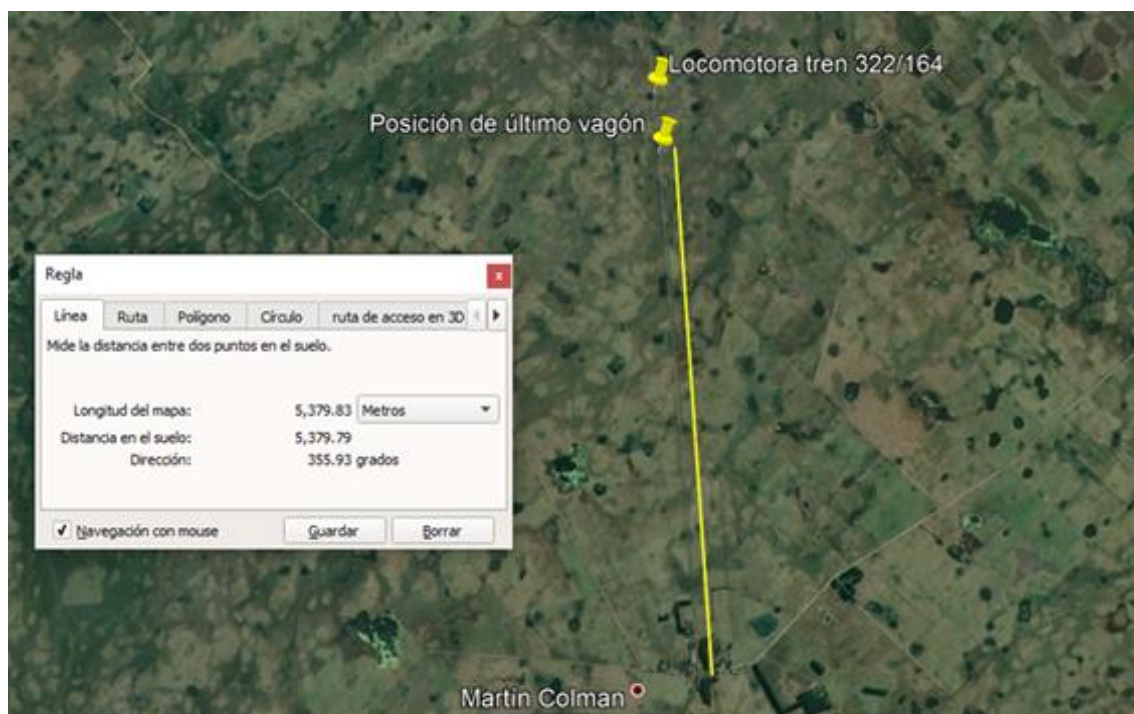 Locomotora tren 322/164
Posición de último vagón
Regla
x
Línea Ruta Polígono Círculo ruta de acceso en 3D
Mide la distancia entre dos puntos en el suelo.
Longitud del mapa: 5,379.83 Metros
Distancia en el suelo: 5,379.79
Dirección: 355.93 grados
Navegación con mouse Guardar Borrar
Martín Colman